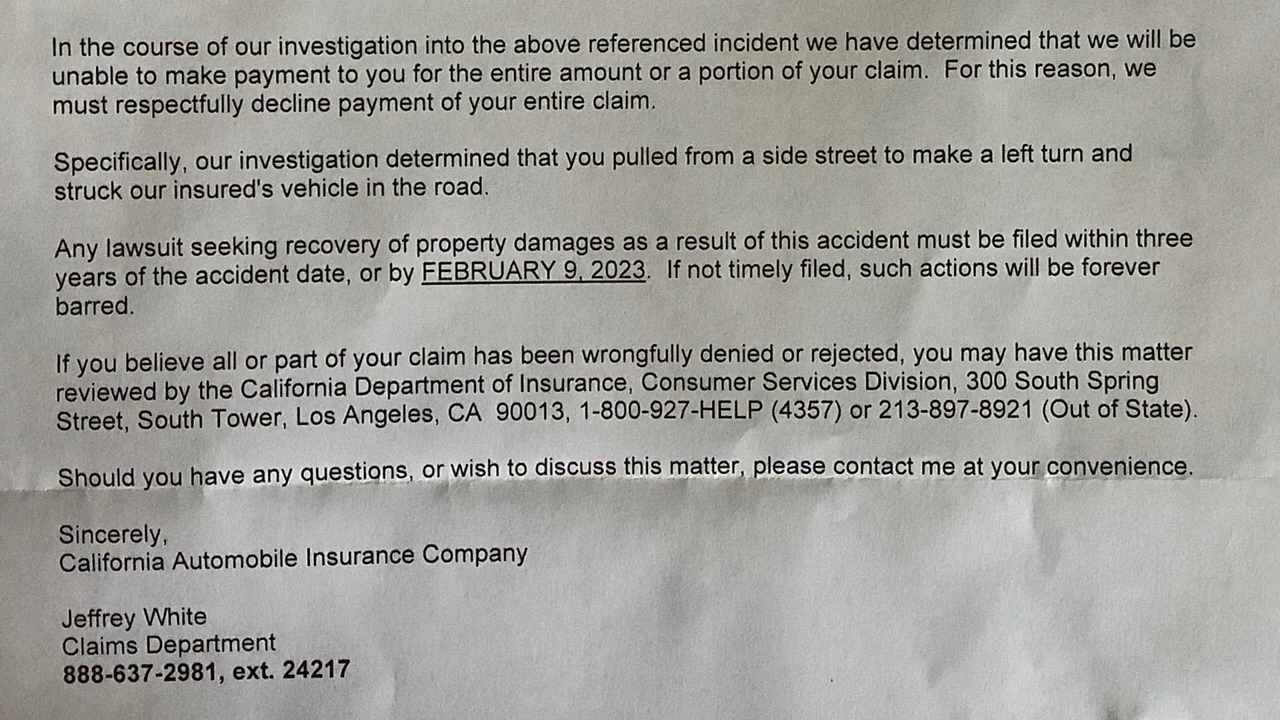 In the course of our investigation into the above referenced incident we have determined that we will be
unable to make payment to you for the entire amount or a portion of your claim.  For this reason, we
must respectfully decline payment of your entire claim.
Specifically, our investigation determined that you pulled from a side street to make a left turn and
struck our insured's vehicle in the road.
Any lawsuit seeking recovery of property damages as a result of this accident must be filed within three
years of the accident date, or by FEBRUARY 9, 2023.  If not timely filed, such actions will be forever
barred.
If you believe all or part of your claim has been wrongfully denied or rejected, you may have this matter
reviewed by the California Department of Insurance, Consumer Services Division, 300 South Spring
Street, South Tower, Los Angeles, CA  90013, 1-800-927-HELP (4357) or 213-897-8921 (Out of State).
Should you have any questions, or wish to discuss this matter, please contact me at your convenience.
Sincerely,
California Automobile Insurance Company
Jeffrey White
Claims Department
888-637-2981, ext. 24217